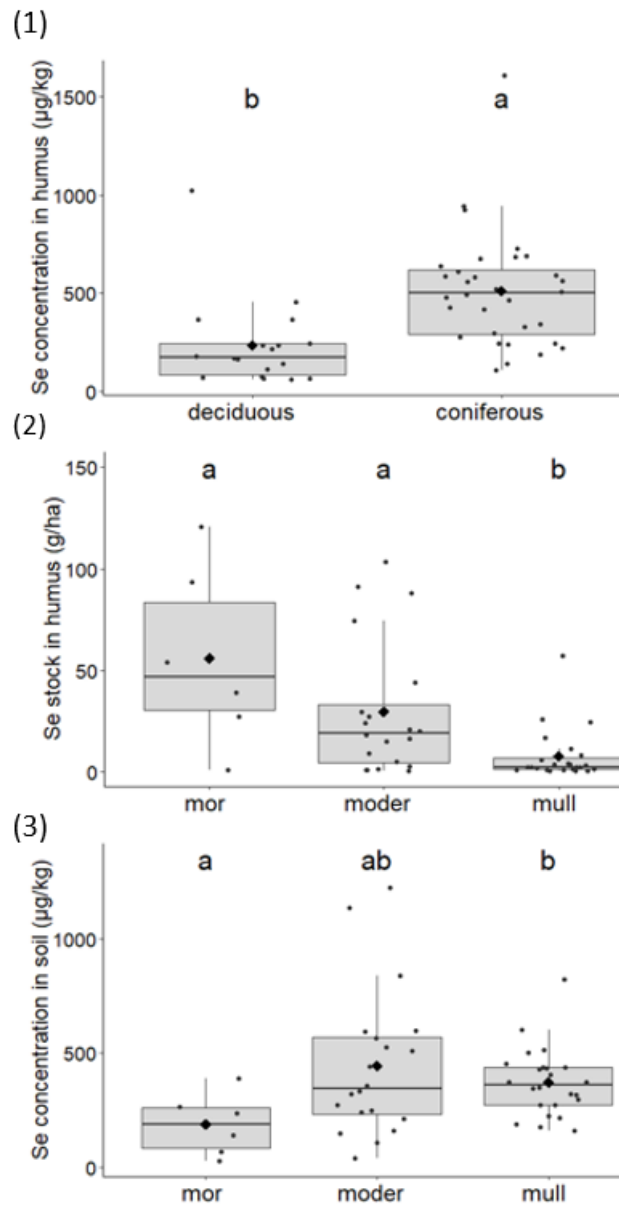 (1)
Se concentration in humus (µg/kg)
1500
1000
500
0
b
a
deciduous
coniferous
(2)
Se stock in humus (g/ha)
150
100
50
0
a
a
b
mor
moder
mull
(3)
Se concentration in soil (µg/kg)
1000
500
0
a
ab
b
mor
moder
mull